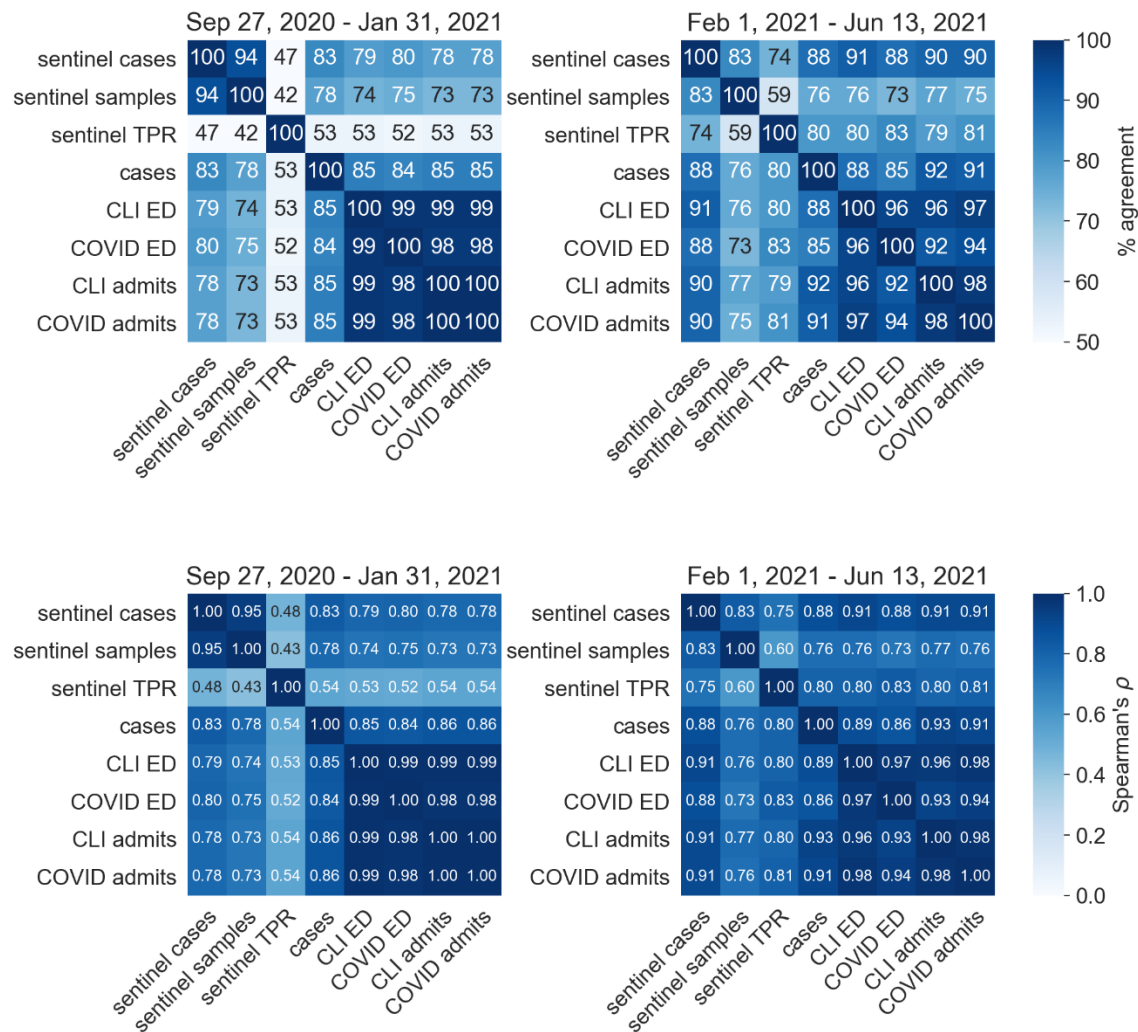 Sep 27, 2020 - Jan 31, 2021
sentinel cases 100 94 47 83 79 80 78 78
sentinel samples 94 100 42 78 74 75 73 73
sentinel TPR 47 42 100 53 53 52 53 53
cases 83 78 53 100 85 84 85 85
CLI ED 79 74 53 85 100 99 99 99
COVID ED 80 75 52 84 99 100 98 98
CLI admits 78 73 53 85 99 98 100 100
COVID admits 78 73 53 85 99 98 100 100
sentinel cases
sentinel samples
sentinel TPR
cases
CLI ED
COVID ED
CLI admits
COVID admits
Feb 1, 2021 - Jun 13, 2021
sentinel cases 100 83 74 88 91 88 90 90
sentinel samples 83 100 59 76 76 73 77 75
sentinel TPR 74 59 100 80 80 83 79 81
cases 88 76 80 100 88 85 92 91
CLI ED 91 76 80 88 100 96 96 97
COVID ED 88 73 83 85 96 100 92 94
CLI admits 90 77 79 92 96 92 100 98
COVID admits 90 75 81 91 97 94 98 100
sentinel cases
sentinel samples
sentinel TPR
cases
CLI ED
COVID ED
CLI admits
COVID admits
100
90
80
70
60
50
% agreement
Sep 27, 2020 - Jan 31, 2021
sentinel cases 1.00 0.95 0.48 0.83 0.79 0.80 0.78 0.78
sentinel samples 0.95 1.00 0.43 0.78 0.74 0.75 0.73 0.73
sentinel TPR 0.48 0.43 1.00 0.54 0.53 0.52 0.54 0.54
cases 0.83 0.78 0.54 1.00 0.85 0.84 0.86 0.86
CLI ED 0.79 0.74 0.53 0.85 1.00 0.99 0.99 0.99
COVID ED 0.80 0.75 0.52 0.84 0.99 1.00 0.98 0.98
CLI admits 0.78 0.73 0.54 0.86 0.99 0.98 1.00 1.00
COVID admits 0.78 0.73 0.54 0.86 0.99 0.98 1.00 1.00
sentinel cases
sentinel samples
sentinel TPR
cases
CLI ED
COVID ED
CLI admits
COVID admits
Feb 1, 2021 - Jun 13, 2021
sentinel cases 1.00 0.83 0.75 0.88 0.91 0.88 0.91 0.91
sentinel samples 0.83 1.00 0.60 0.76 0.76 0.73 0.77 0.76
sentinel TPR 0.75 0.60 1.00 0.80 0.80 0.83 0.80 0.81
cases 0.88 0.76 0.80 1.00 0.89 0.86 0.93 0.91
CLI ED 0.91 0.76 0.80 0.89 1.00 0.97 0.96 0.98
COVID ED 0.88 0.73 0.83 0.86 0.97 1.00 0.93 0.94
CLI admits 0.91 0.77 0.80 0.93 0.96 0.93 1.00 0.98
COVID admits 0.91 0.76 0.81 0.91 0.98 0.94 0.98 1.00
sentinel cases
sentinel samples
sentinel TPR
cases
CLI ED
COVID ED
CLI admits
COVID admits
1.0
0.8
0.6
0.4
0.2
0.0
Spearman's ρ